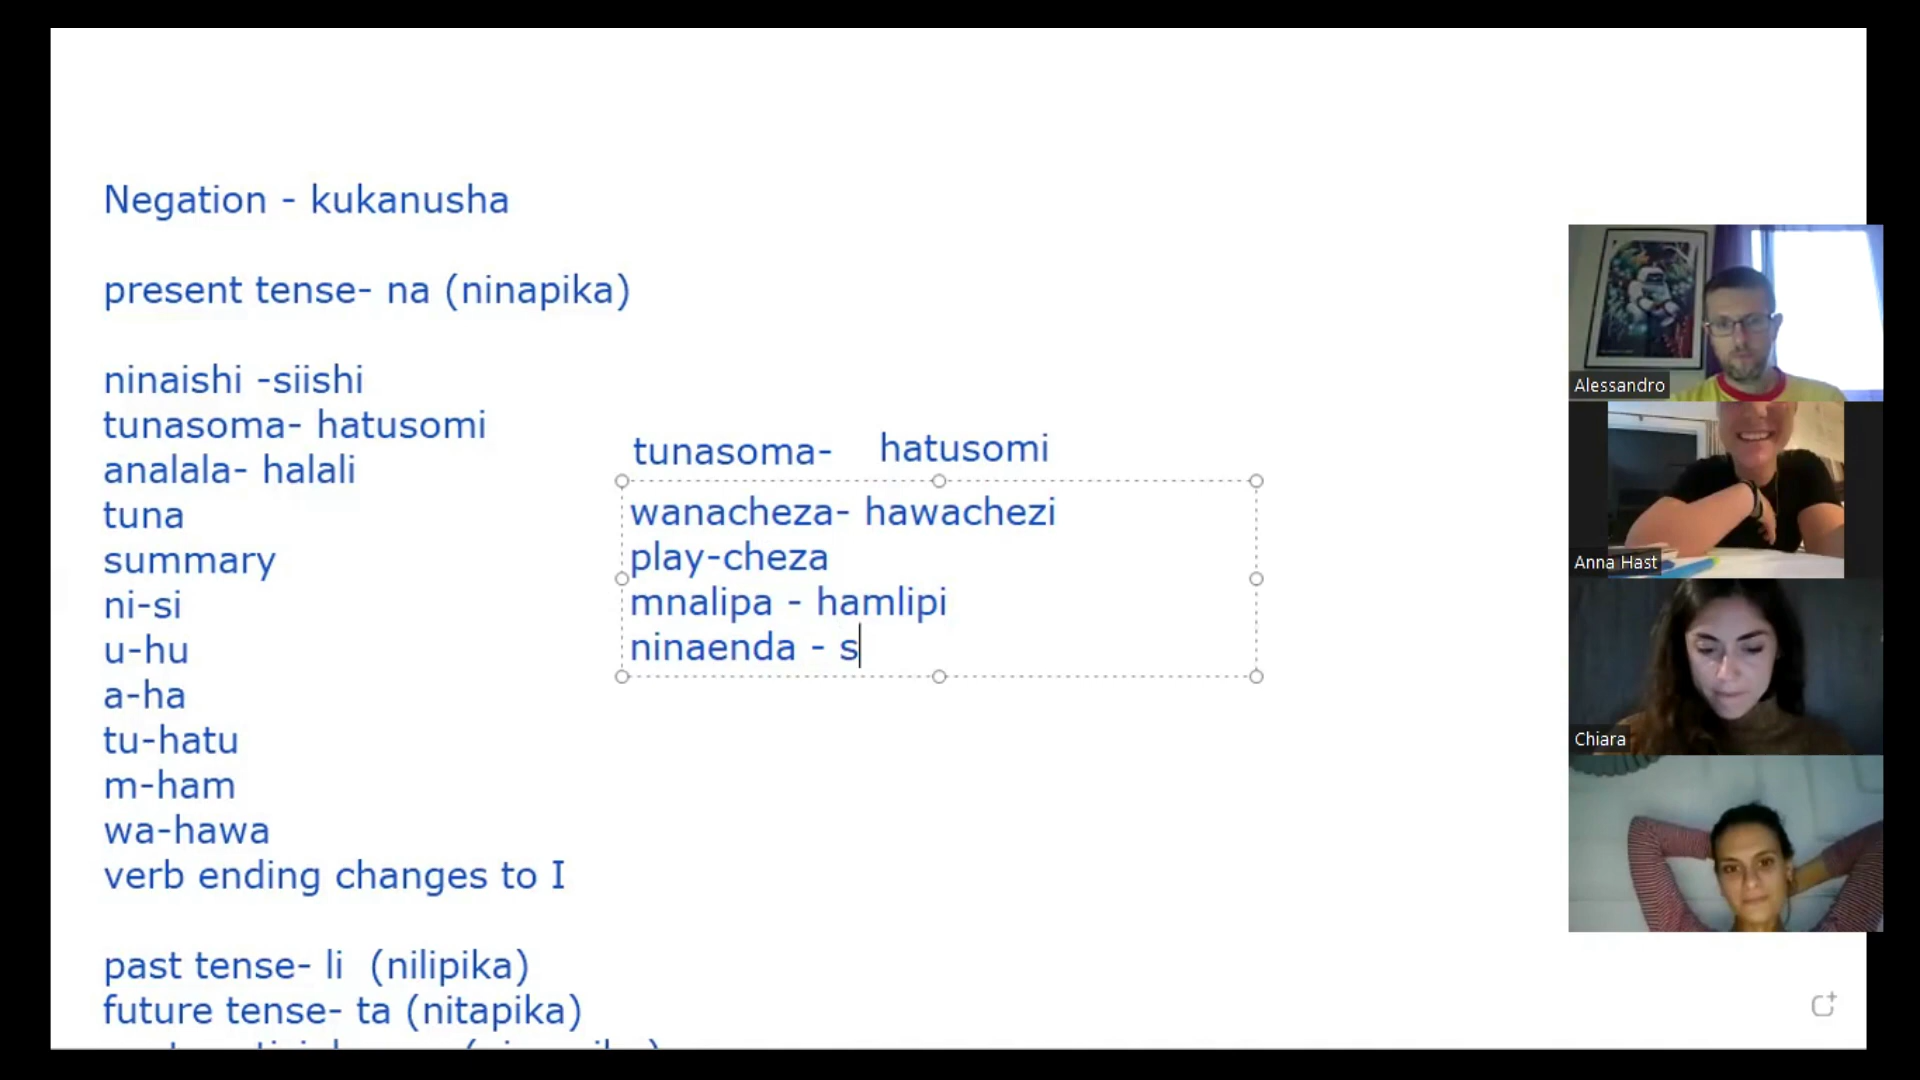 Negation - kukanusha
present tense- na (ninapika)
ninaishi -siishi
tunasoma- hatusomi
analala- halali
tuna
summary
ni-si
u-hu
a-ha
tu-hatu
m-ham
wa-hawa
verb ending changes to I
past tense- li (nilipika)
future tense- ta (nitapika)
tunasoma- hatusomi
wanacheza- hawachezi
play-cheza
mnalipa - hamlipi
ninaenda - s
Alessandro
Anna Hast
Chiara